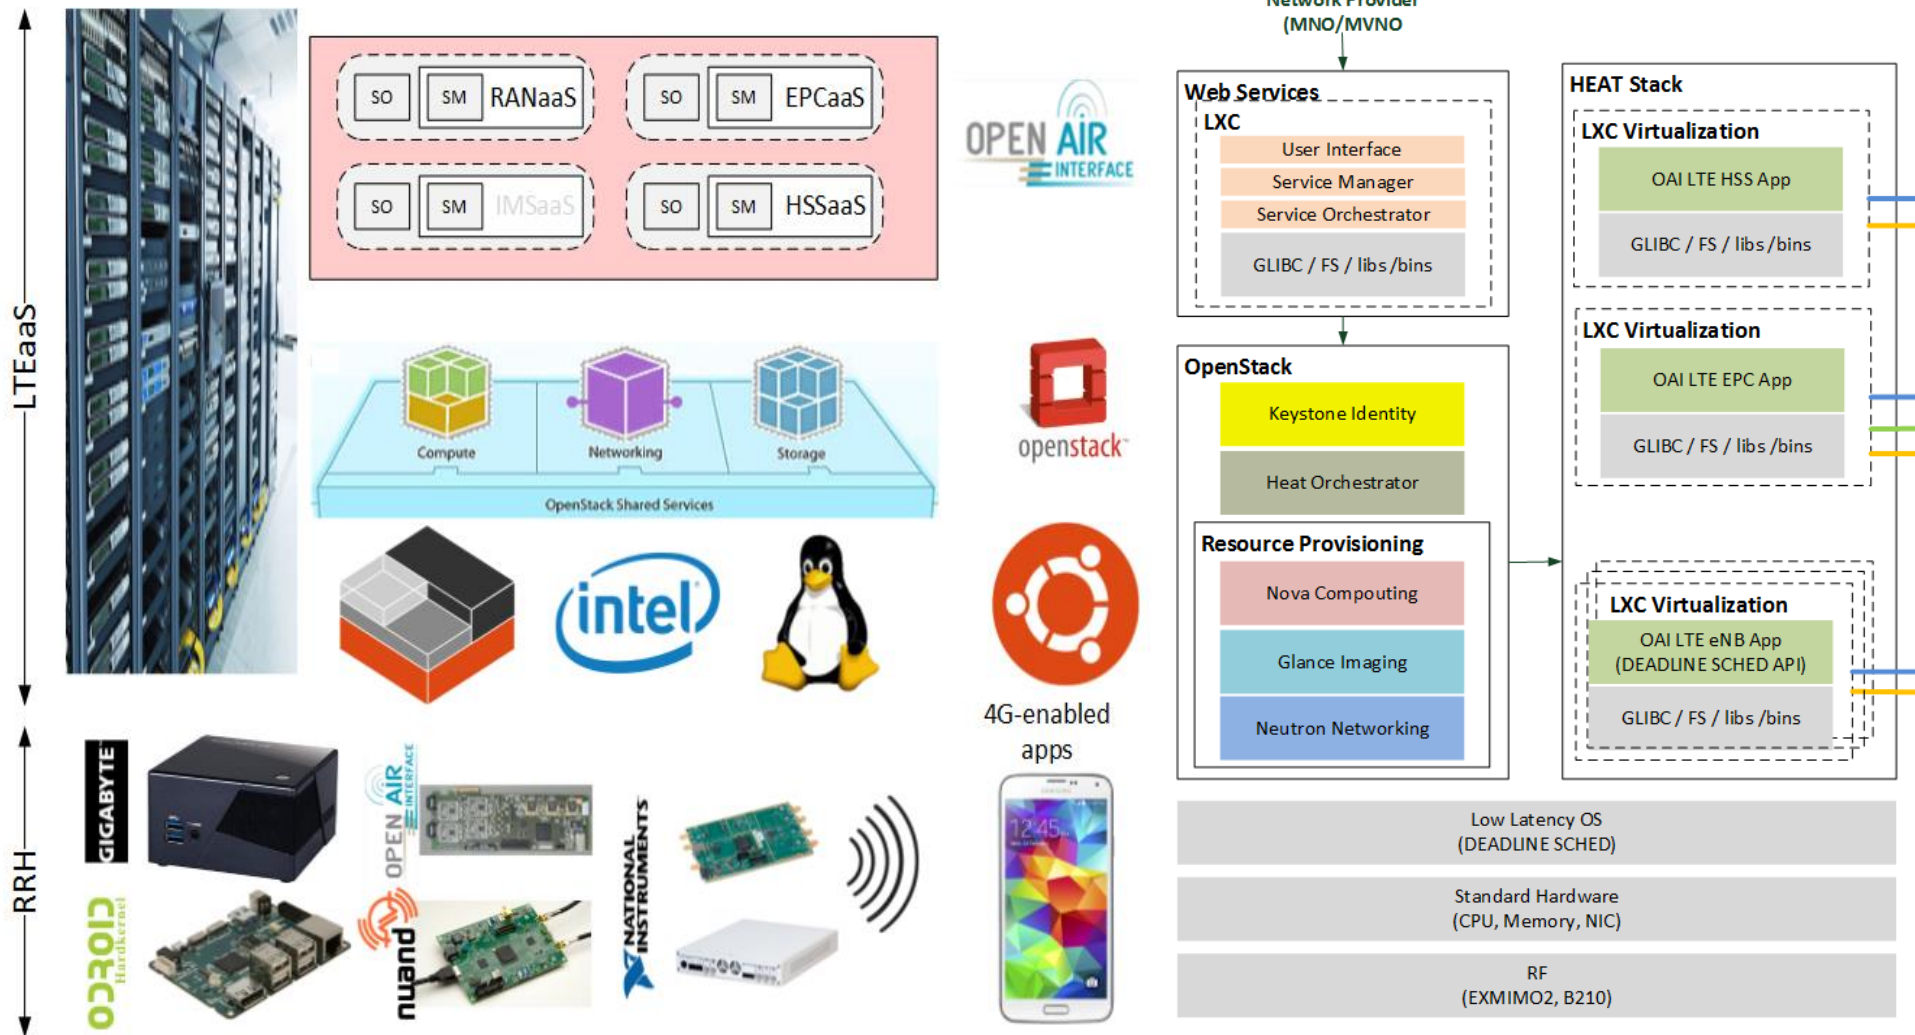 LTEaaS
SO
SM
RANaaS
SO
SM
EPCaaS
SO
SM
IMSaaS
SO
SM
HSSaaS
Compute
Networking
Storage
OpenStack Shared Services
intel
OPEN AIR
INTERFACE
openstack
4G-enabled
apps
12:45
RRH
GIGABYTE
OPEN AIR
INTERFACE
NATIONAL
INSTRUMENTS
ODROID
Hardkernel
nuand
Network Provider
(MNO/MVNO
Web Services
LXC
User Interface
Service Manager
Service Orchestrator
GLIBC / FS / libs /bins
OpenStack
Keystone Identity
Heat Orchestrator
Resource Provisioning
Nova Compouting
Glance Imaging
Neutron Networking
HEAT Stack
LXC Virtualization
OAI LTE HSS App
GLIBC / FS / libs /bins
LXC Virtualization
OAI LTE EPC App
GLIBC / FS / libs /bins
LXC Virtualization
OAI LTE eNB App
(DEADLINE SCHED API)
GLIBC / FS / libs /bins
Low Latency OS
(DEADLINE SCHED)
Standard Hardware
(CPU, Memory, NIC)
RF
(EXMIMO2, B210)